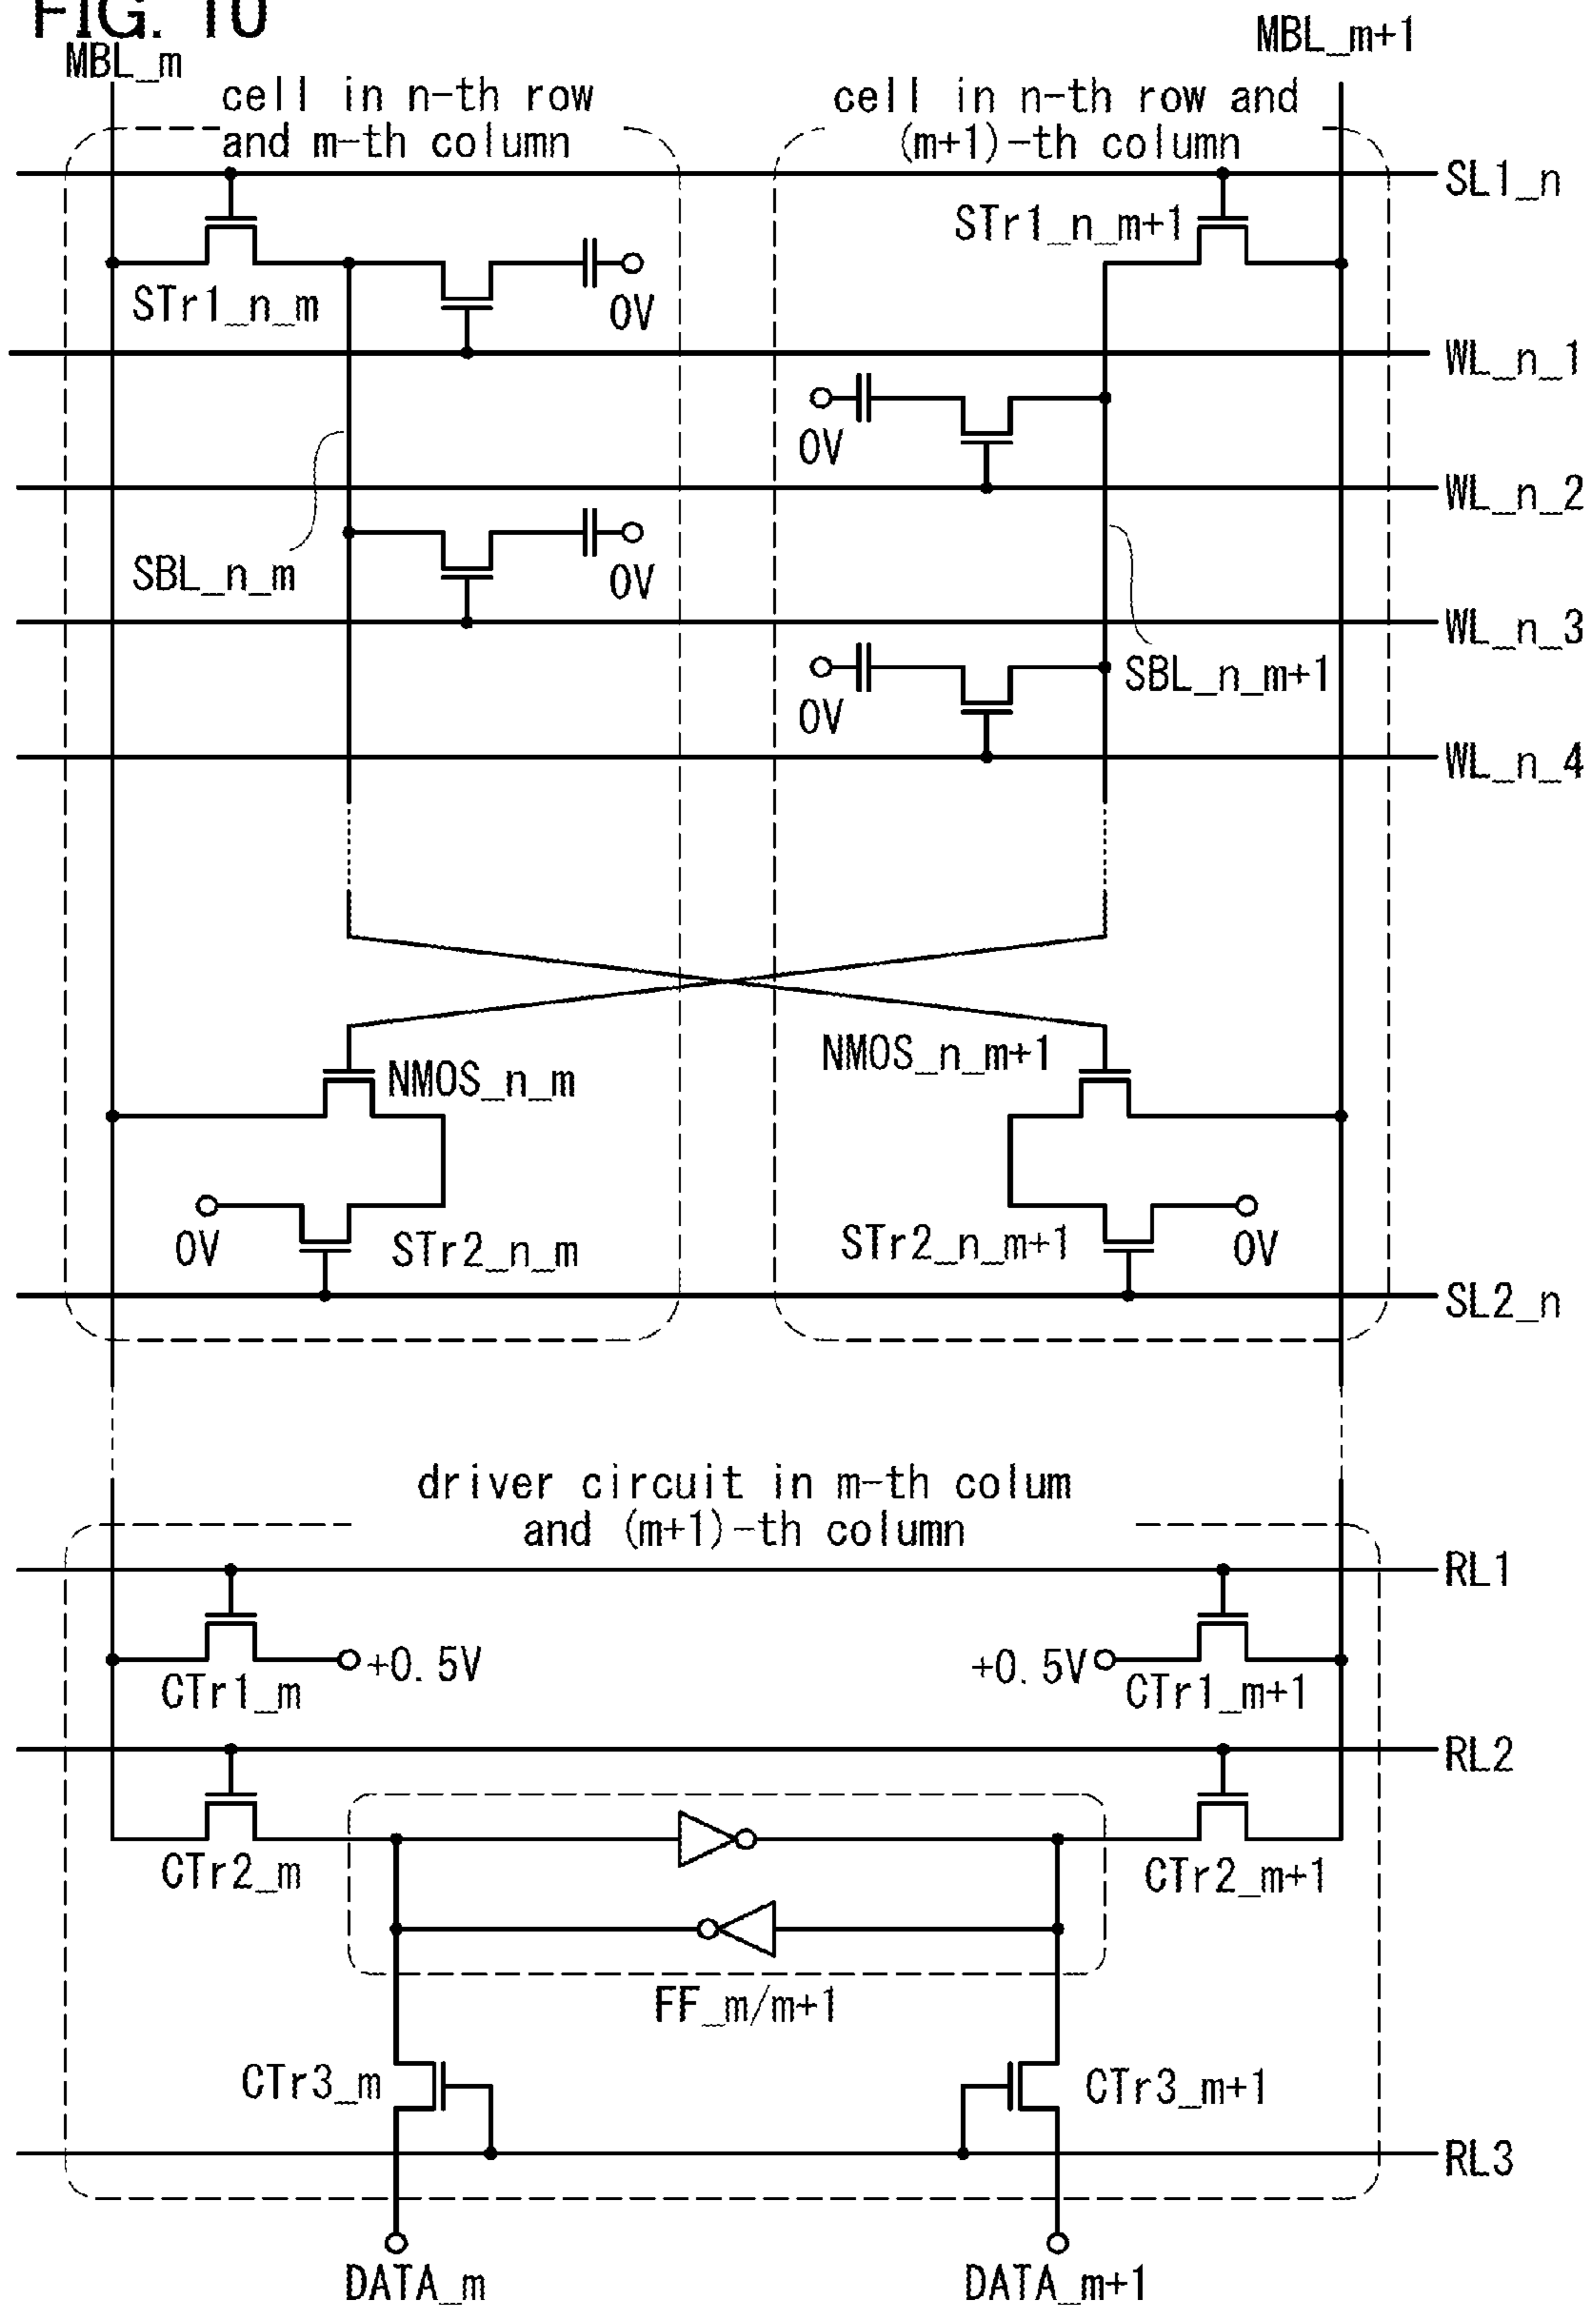 FIG. 10
MBL_m
MBL_m+1
cell in n-th row
and m-th column
cell in n-th row and
(m+1)-th column
SL1_n
STr1_n_m+1
STr1_n_m
0V
WL_n_1
0V
WL_n_2
SBL_n_m
0V
WL_n_3
SBL_n_m+1
0V
WL_n_4
NMOS_n_m
NMOS_n_m+1
0V
STr2_n_m
STr2_n_m+1
0V
SL2_n
driver circuit in m-th colum
and (m+1)-th column
RL1
+0.5V
+0.5V
CTr1_m
CTr1_m+1
RL2
CTr2_m
CTr2_m+1
FF_m/m+1
CTr3_m
CTr3_m+1
RL3
DATA_m
DATA_m+1